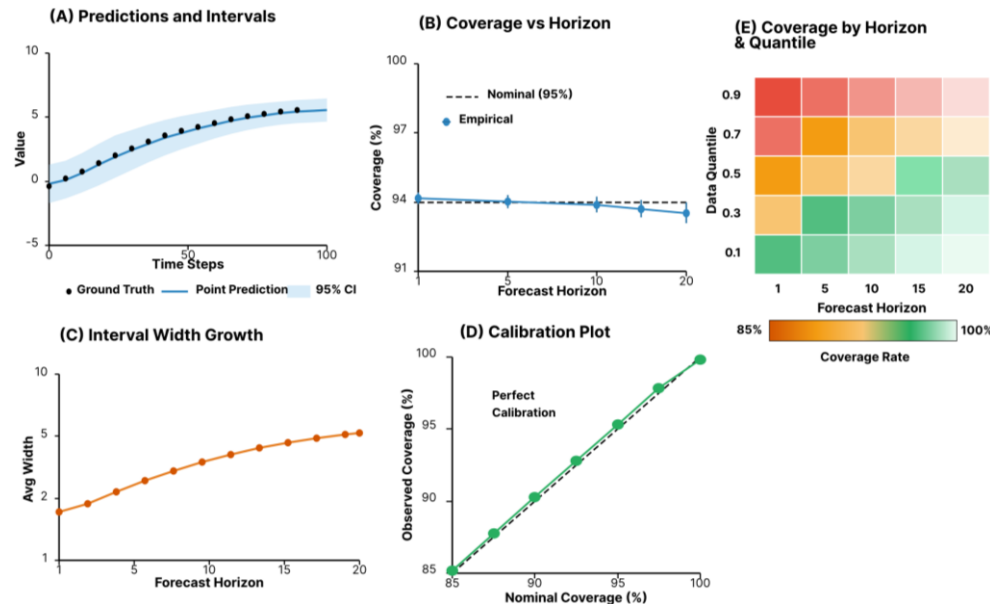 (A) Predictions and Intervals
10
5
0
−5
Value
0
50
100
Time Steps
Ground Truth
Point Prediction
95% CI
(B) Coverage vs Horizon
100
97
94
91
Coverage (%)
Nominal (95%)
Empirical
1
5
10
20
Forecast Horizon
(E) Coverage by Horizon
& Quantile
0.9
0.7
0.5
0.3
0.1
Data Quantile
1
5
10
15
20
Forecast Horizon
85%
100%
Coverage Rate
(C) Interval Width Growth
10
5
2
1
Avg Width
1
5
10
15
20
Forecast Horizon
(D) Calibration Plot
100
95
90
85
Observed Coverage (%)
Perfect
Calibration
85
90
95
100
Nominal Coverage (%)